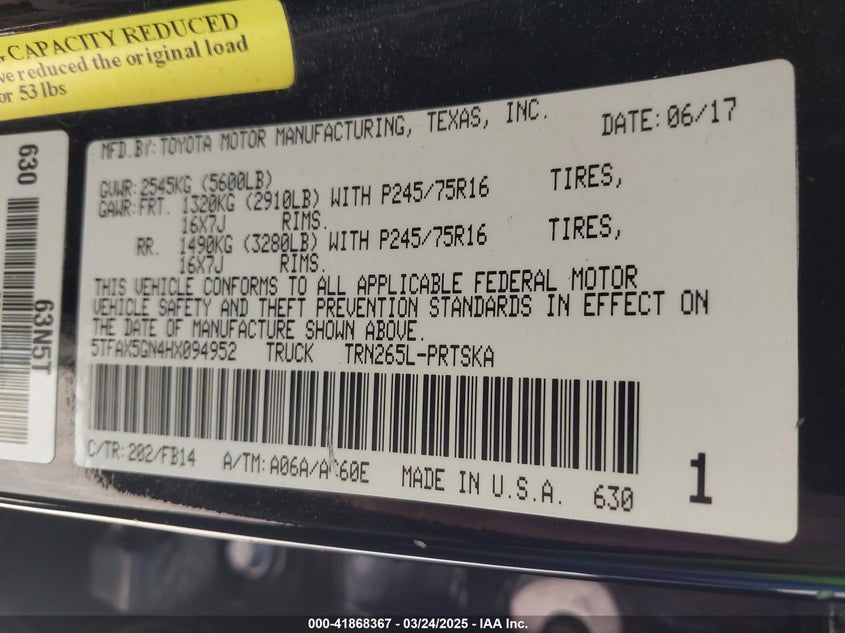 G CAPACITY REDUCED
we reduced the original load
or 53 lbs
630
63N5T
MFD.BY: TOYOTA MOTOR MANUFACTURING, TEXAS, INC. DATE: 06/17
GVWR: 2545KG (5600LB)
GAWR: FRT. 1320KG (2910LB) WITH P245/75R16 TIRES,
16X7J RIMS.
RR. 1490KG (3280LB) WITH P245/75R16 TIRES,
16X7J RIMS.
THIS VEHICLE CONFORMS TO ALL APPLICABLE FEDERAL MOTOR
VEHICLE SAFETY AND THEFT PREVENTION STANDARDS IN EFFECT ON
THE DATE OF MANUFACTURE SHOWN ABOVE.
5TFAX5GN4HX094952 TRUCK TRN265L-PRTSKA
C/TR: 202/FB14 A/TM: A06A/AC60E MADE IN U.S.A. 630 1
000-41868367 - 03/24/2025 - IAA Inc.